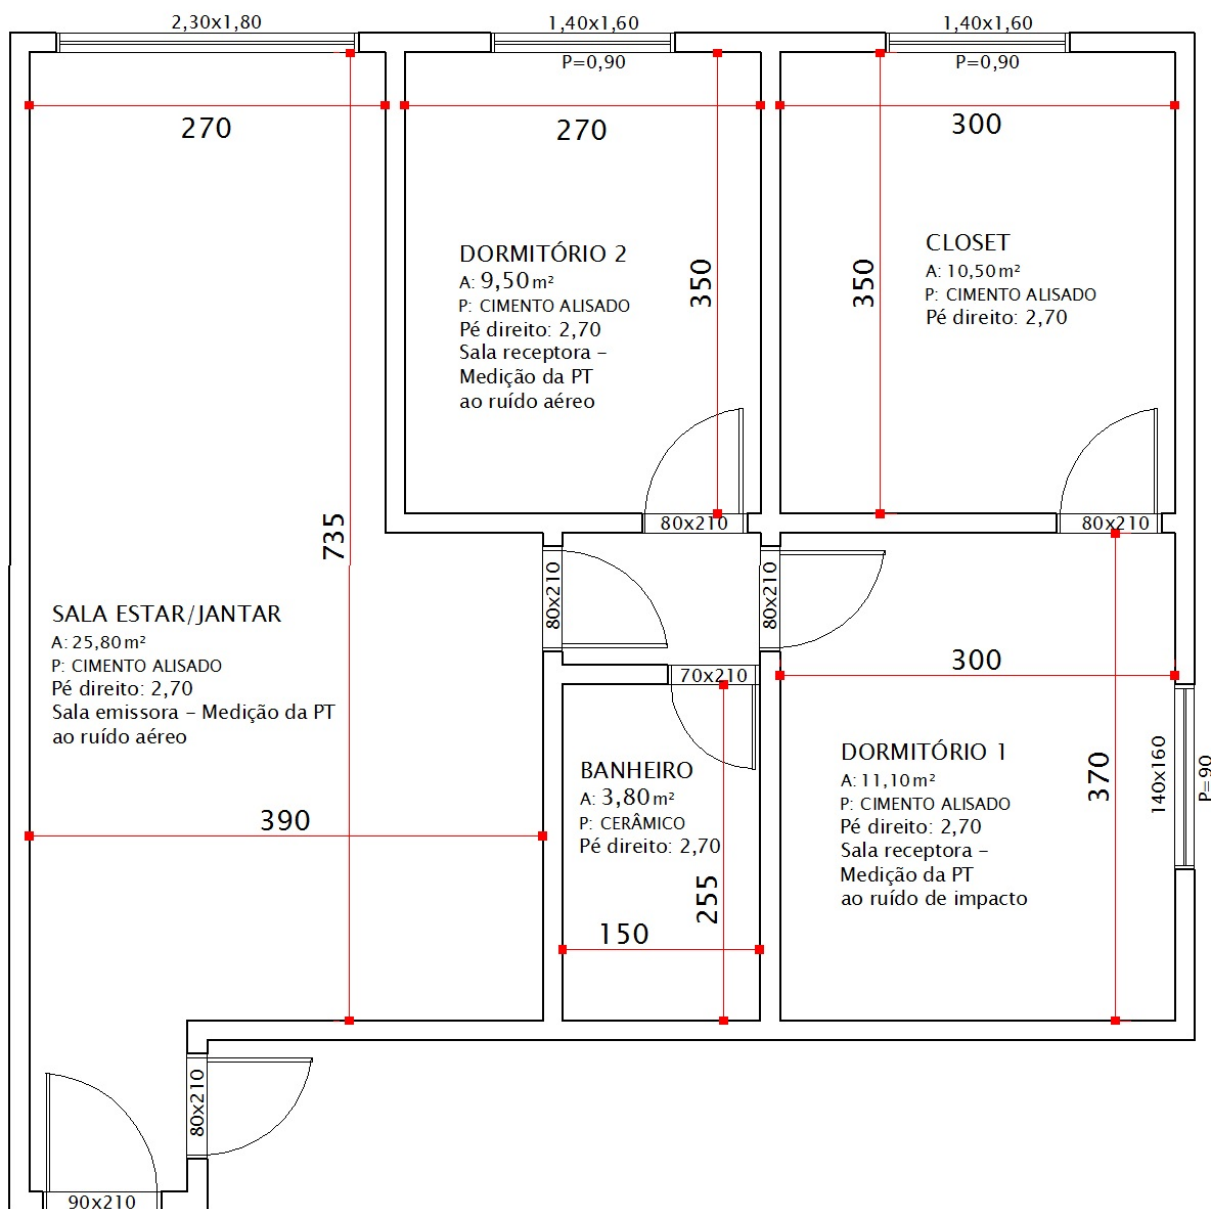 2,30x1,80
1,40x1,60
1,40x1,60
P=0,90
P=0,90
270
270
300
DORMITÓRIO 2
A: 9,50m²
P: CIMENTO ALISADO
Pé direito: 2,70
Sala receptora –
Medição da PT
ao ruído aéreo
350
350
CLOSET
A: 10,50m²
P: CIMENTO ALISADO
Pé direito: 2,70
80x210
80x210
735
80x210
80x210
SALA ESTAR/JANTAR
A: 25,80m²
P: CIMENTO ALISADO
Pé direito: 2,70
Sala emissora – Medição da PT
ao ruído aéreo
300
70x210
BANHEIRO
A: 3,80m²
P: CERÂMICO
Pé direito: 2,70
DORMITÓRIO 1
A: 11,10m²
P: CIMENTO ALISADO
Pé direito: 2,70
Sala receptora –
Medição da PT
ao ruído de impacto
370
140x160
P=90
390
255
150
80x210
90x210